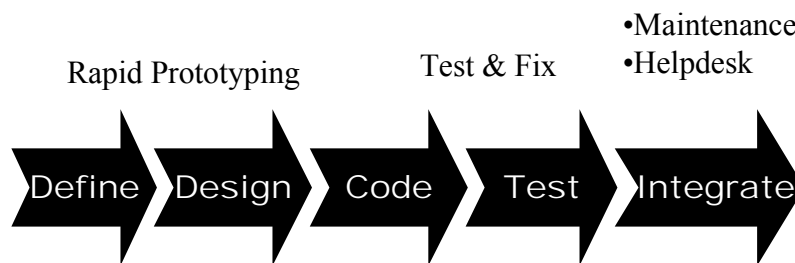 •Maintenance
•Helpdesk
Rapid Prototyping
Test & Fix
Define
Design
Code
Test
Integrate